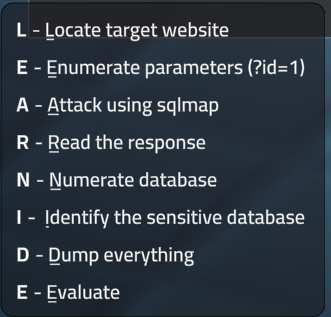 L - Locate target website
E - Enumerate parameters (?id=1)
A - Attack using sqlmap
R - Read the response
N - Numerate database
I - Identify the sensitive database
D - Dump everything
E - Evaluate